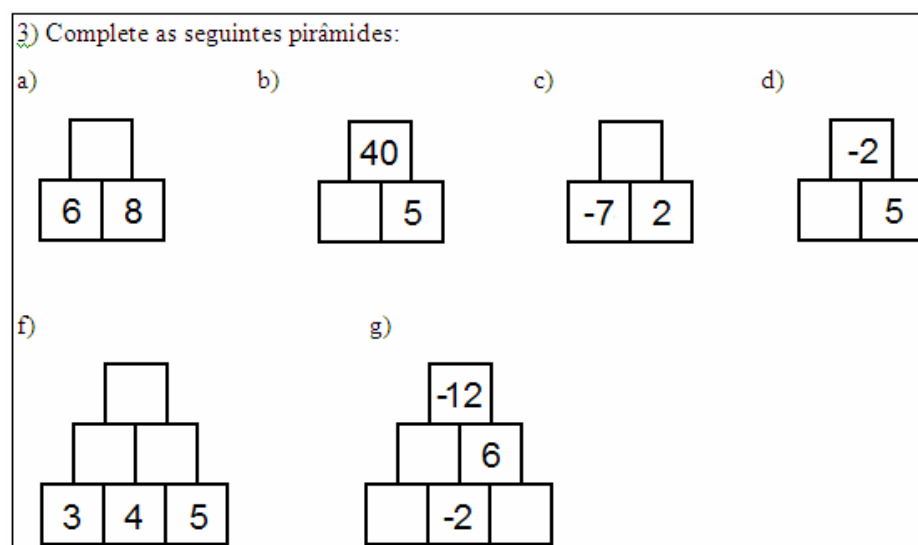 3) Complete as seguintes pirâmides:
a) b) c) d)
40 -2
6 8 5 -7 2 5
f) g)
-12
6
3 4 5 -2